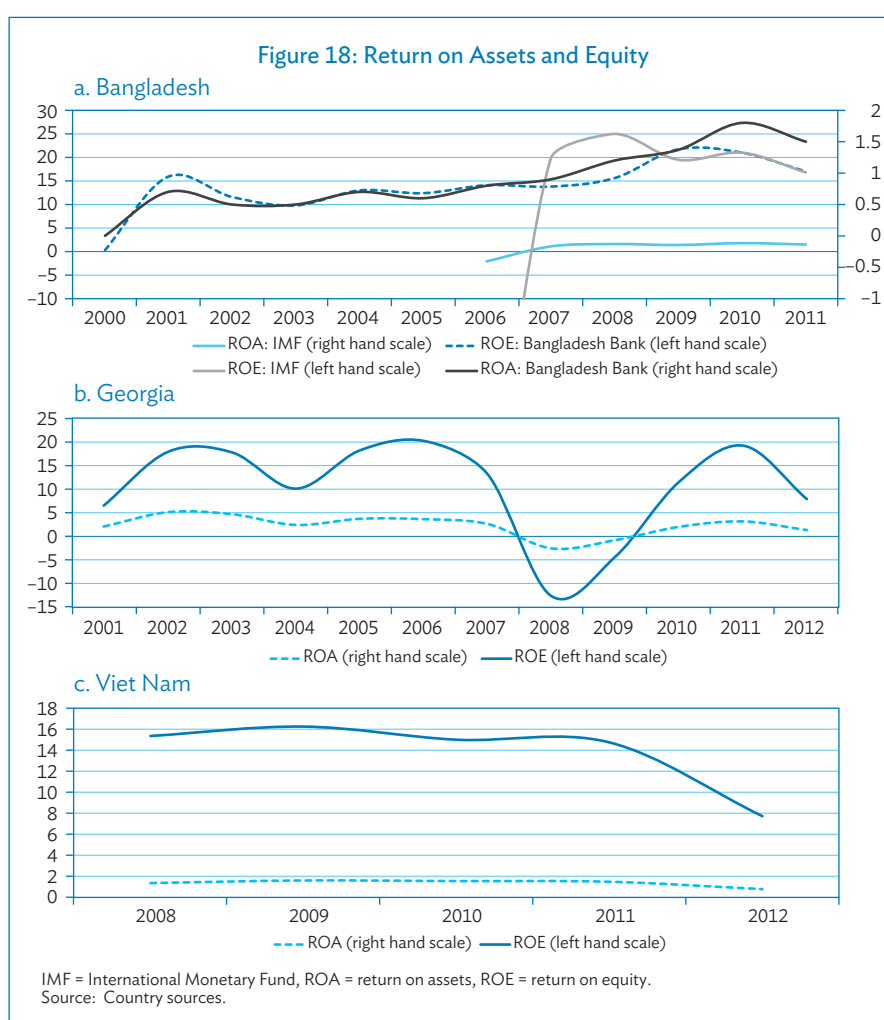 Figure 18: Return on Assets and Equity
a. Bangladesh
30 2
25 1.5
20 1
15
10 0.5
5 0
0
–5 –0.5
–10 –1
2000 2001 2002 2003 2004 2005 2006 2007 2008 2009 2010 2011
ROA: IMF (right hand scale) ROE: Bangladesh Bank (left hand scale)
ROE: IMF (left hand scale) ROA: Bangladesh Bank (right hand scale)
b. Georgia
25
20
15
10
5
0
–5
–10
–15
2001 2002 2003 2004 2005 2006 2007 2008 2009 2010 2011 2012
ROA (right hand scale) ROE (left hand scale)
c. Viet Nam
18
16
14
12
10
8
6
4
2
0
2008 2009 2010 2011 2012
ROA (right hand scale) ROE (left hand scale)
IMF = International Monetary Fund, ROA = return on assets, ROE = return on equity.
Source: Country sources.